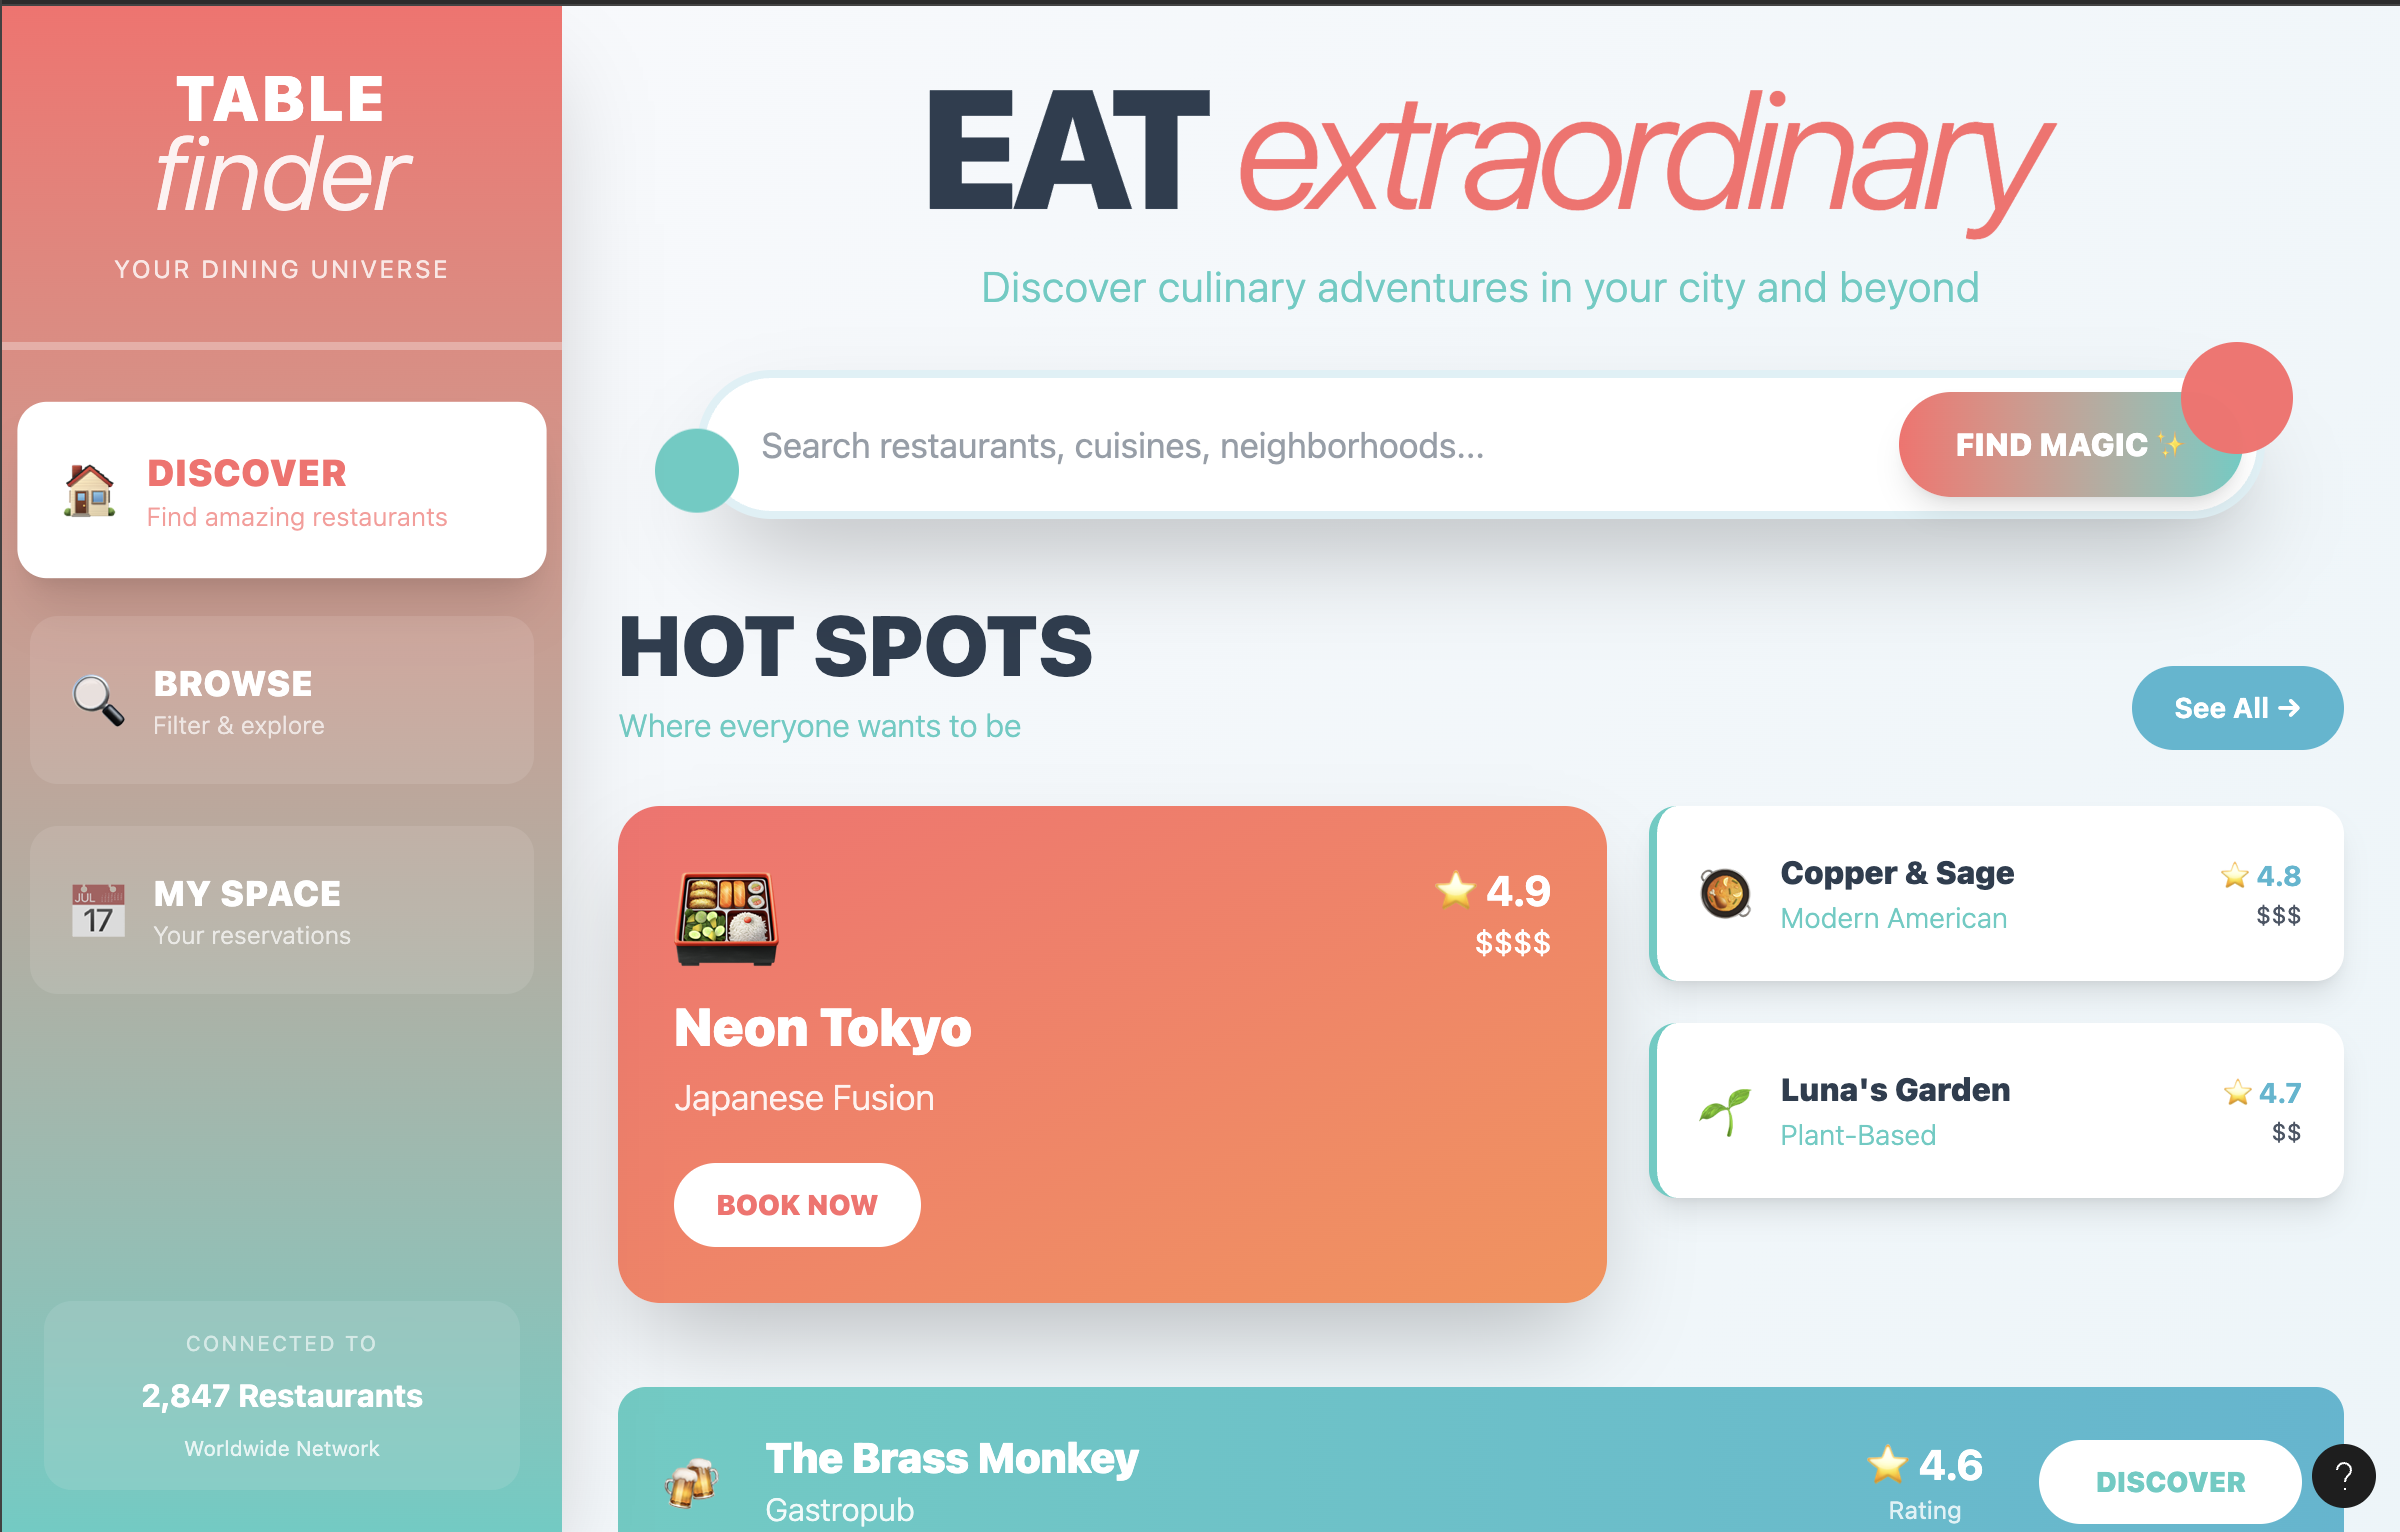 TABLE
finder
YOUR DINING UNIVERSE
DISCOVER
Find amazing restaurants
BROWSE
Filter & explore
JUL
17
MY SPACE
Your reservations
CONNECTED TO
2,847 Restaurants
Worldwide Network
EAT extraordinary
Discover culinary adventures in your city and beyond
Search restaurants, cuisines, neighborhoods...
FIND MAGIC ✨
HOT SPOTS
Where everyone wants to be
See All →
⭐ 4.9
$$$$
Neon Tokyo
Japanese Fusion
BOOK NOW
Copper & Sage
Modern American
⭐ 4.8
$$$
Luna's Garden
Plant-Based
⭐ 4.7
$$
The Brass Monkey
Gastropub
⭐ 4.6
Rating
DISCOVER
?